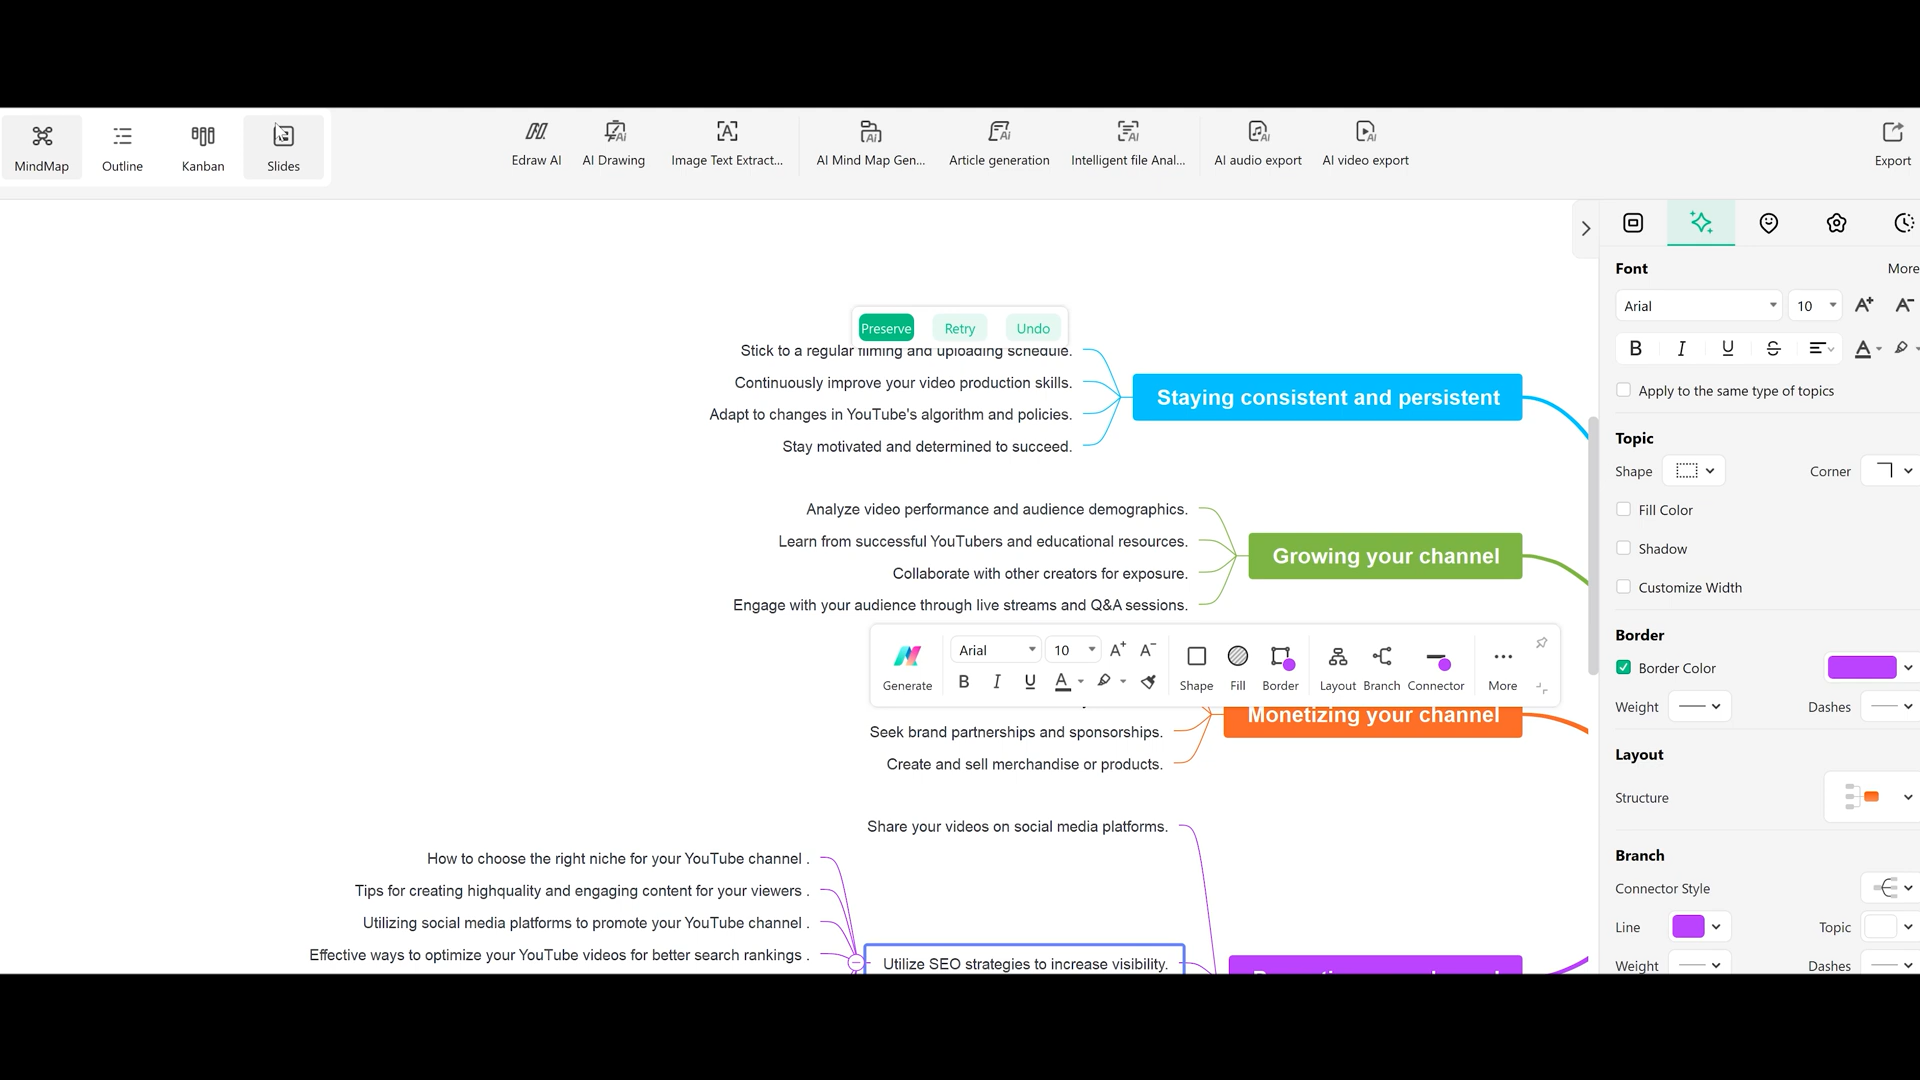 MindMap
Outline
Kanban
Slides
Edraw AI
AI Drawing
Image Text Extract...
AI Mind Map Gen...
Article generation
Intelligent file Anal...
AI audio export
AI video export
Export
Font
More
Arial
10
Apply to the same type of topics
Topic
Shape
Corner
Fill Color
Shadow
Customize Width
Border
Border Color
Weight
Dashes
Layout
Structure
Branch
Connector Style
Line
Topic
Weight
Dashes
Preserve
Retry
Undo
Stick to a regular filming and uploading schedule.
Continuously improve your video production skills.
Adapt to changes in YouTube's algorithm and policies.
Stay motivated and determined to succeed.
Staying consistent and persistent
Analyze video performance and audience demographics.
Learn from successful YouTubers and educational resources.
Collaborate with other creators for exposure.
Engage with your audience through live streams and Q&A sessions.
Growing your channel
Generate
Arial
10
B
I
U
A
Shape
Fill
Border
Layout
Branch
Connector
More
Monetizing your channel
Seek brand partnerships and sponsorships.
Create and sell merchandise or products.
Share your videos on social media platforms.
How to choose the right niche for your YouTube channel .
Tips for creating highquality and engaging content for your viewers .
Utilizing social media platforms to promote your YouTube channel .
Effective ways to optimize your YouTube videos for better search rankings .
Utilize SEO strategies to increase visibility.